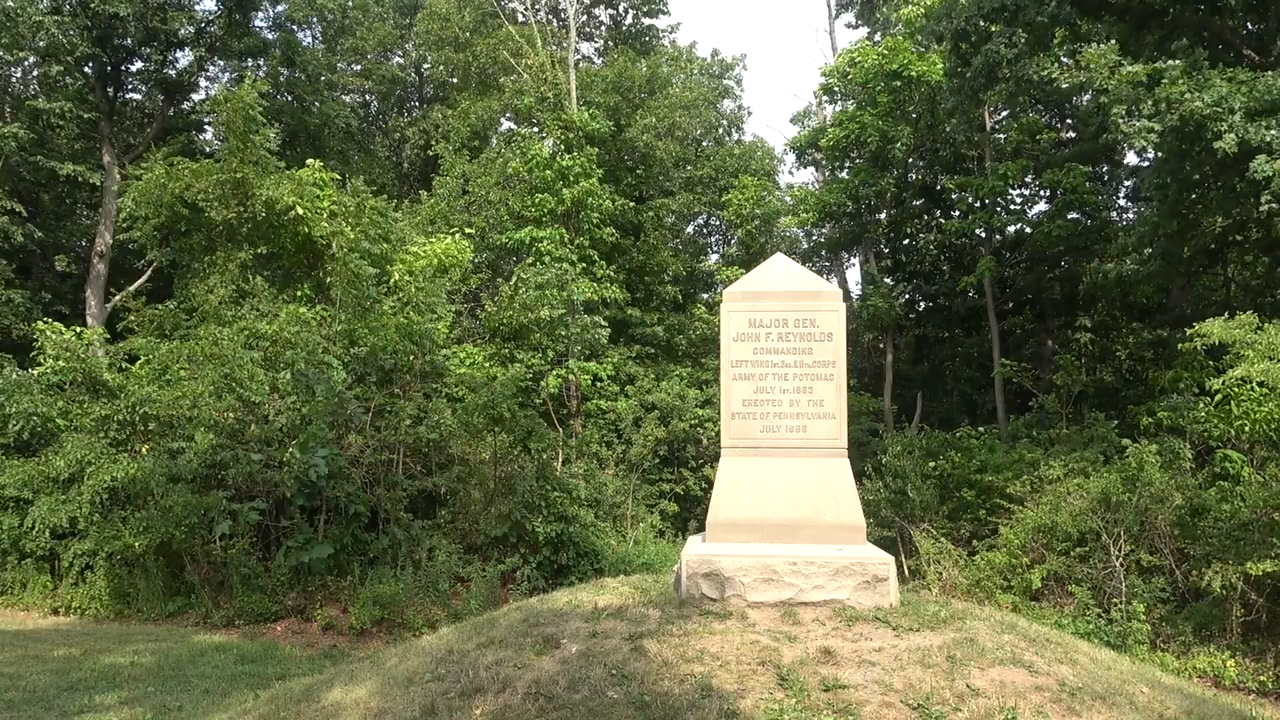 MAJOR GEN.
JOHN F. REYNOLDS
COMMANDING
LEFT WING 1ST. 3RD. & 11TH. CORPS
ARMY OF THE POTOMAC
JULY 1ST. 1863
ERECTED BY THE
STATE OF PENNSYLVANIA
JULY 1886